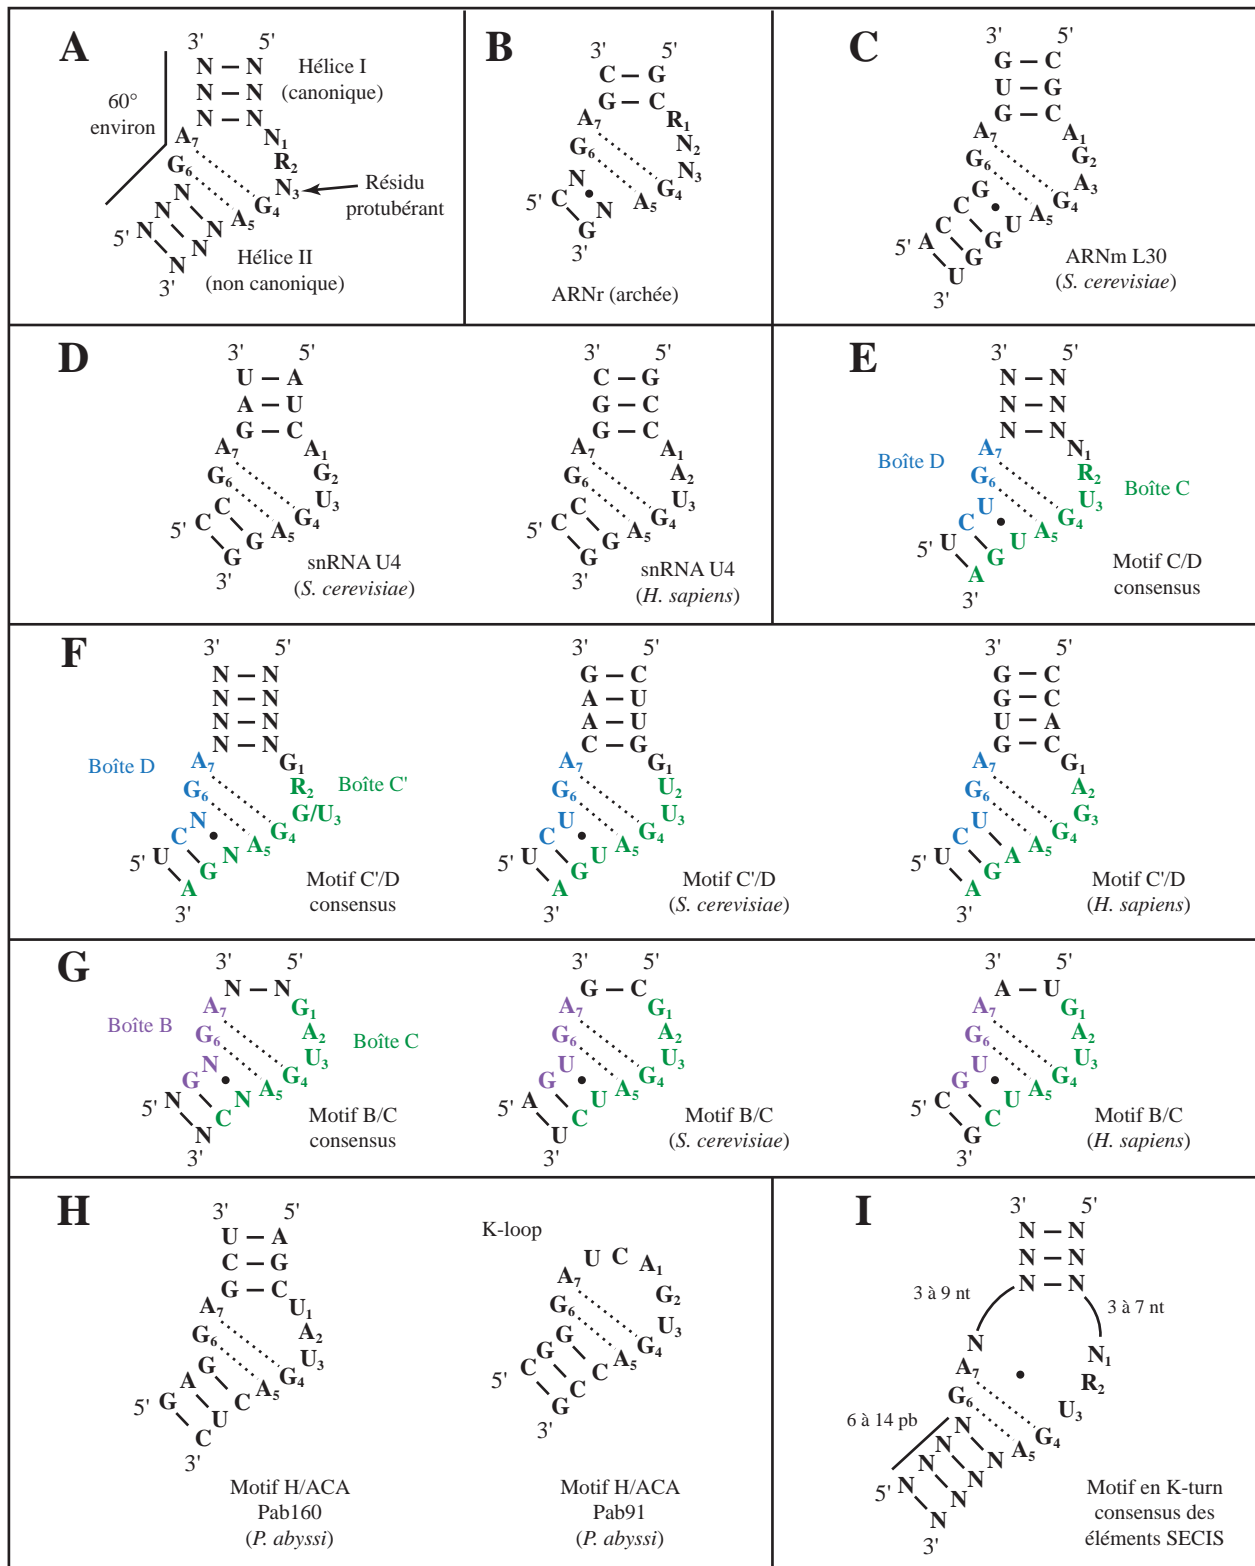 A
3' 5'
N – N
N – N
N – N
Hélice I
(canonique)
60°
environ
A7 N1
G6 R2
N3
Résidu
protubérant
N G4
N A5
N N
5' N N
N
3'
Hélice II
(non canonique)
B
3' 5'
C – G
G – C
A7 R1
G6 N2
N3
N • G4
C N A5
G
3'
5'
ARNr (archée)
C
3' 5'
G – C
U – G
G – C
A7 A1
G6 G2
A3
G • G4
C U A5
C G
5' A G
U
3'
ARNm L30
(S. cerevisiae)
D
3' 5'
U – A
A – U
G – C
A7 A1
G6 G2
U3
C G4
5' C G A5
G
3'
snRNA U4
(S. cerevisiae)
3' 5'
C – G
G – C
G – C
A7 A1
G6 A2
U3
C G4
5' C G A5
G
3'
snRNA U4
(H. sapiens)
E
3' 5'
N – N
N – N
N – N
A7 N1
Boîte D
G6 R2
Boîte C
U3
U • G4
C U A5
5' U G
A
3'
Motif C/D
consensus
F
3' 5'
N – N
N – N
N – N
N – N
Boîte D
A7 G1
G6 R2
Boîte C'
G/U3
N • G4
C N A5
5' U G
A
3'
Motif C'/D
consensus
3' 5'
G – C
A – U
A – U
C – G
A7 G1
G6 U2
U3
U • G4
C U A5
5' U G
A
3'
Motif C'/D
(S. cerevisiae)
3' 5'
G – C
G – C
U – A
G – C
A7 G1
G6 A2
G3
U G4
C A A5
5' U G
A
3'
Motif C'/D
(H. sapiens)
G
3' 5'
N – N
A7 G1
Boîte B
G6 A2
Boîte C
U3
N • G4
G N A5
5' N C
N
3'
Motif B/C
consensus
3' 5'
G – C
A7 G1
G6 A2
U3
U • G4
G U A5
5' A C
U
3'
Motif B/C
(S. cerevisiae)
3' 5'
A – U
A7 G1
G6 A2
U3
U • G4
G U A5
5' C C
G
3'
Motif B/C
(H. sapiens)
H
3' 5'
U – A
C – G
G – C
A7 U1
G6 A2
U3
G G4
A C A5
5' G U
C
3'
Motif H/ACA
Pab160
(P. abyssi)
K-loop
U C
A7 A1
G6 G2
U3
G G4
G C A5
5' C C
G
3'
Motif H/ACA
Pab91
(P. abyssi)
I
3' 5'
N – N
N – N
N – N
3 à 9 nt
3 à 7 nt
N N1
A7 • R2
G6 U3
6 à 14 pb
N G4
N A5
N N
5' N N
N
N
3'
Motif en K-turn
consensus des
éléments SECIS